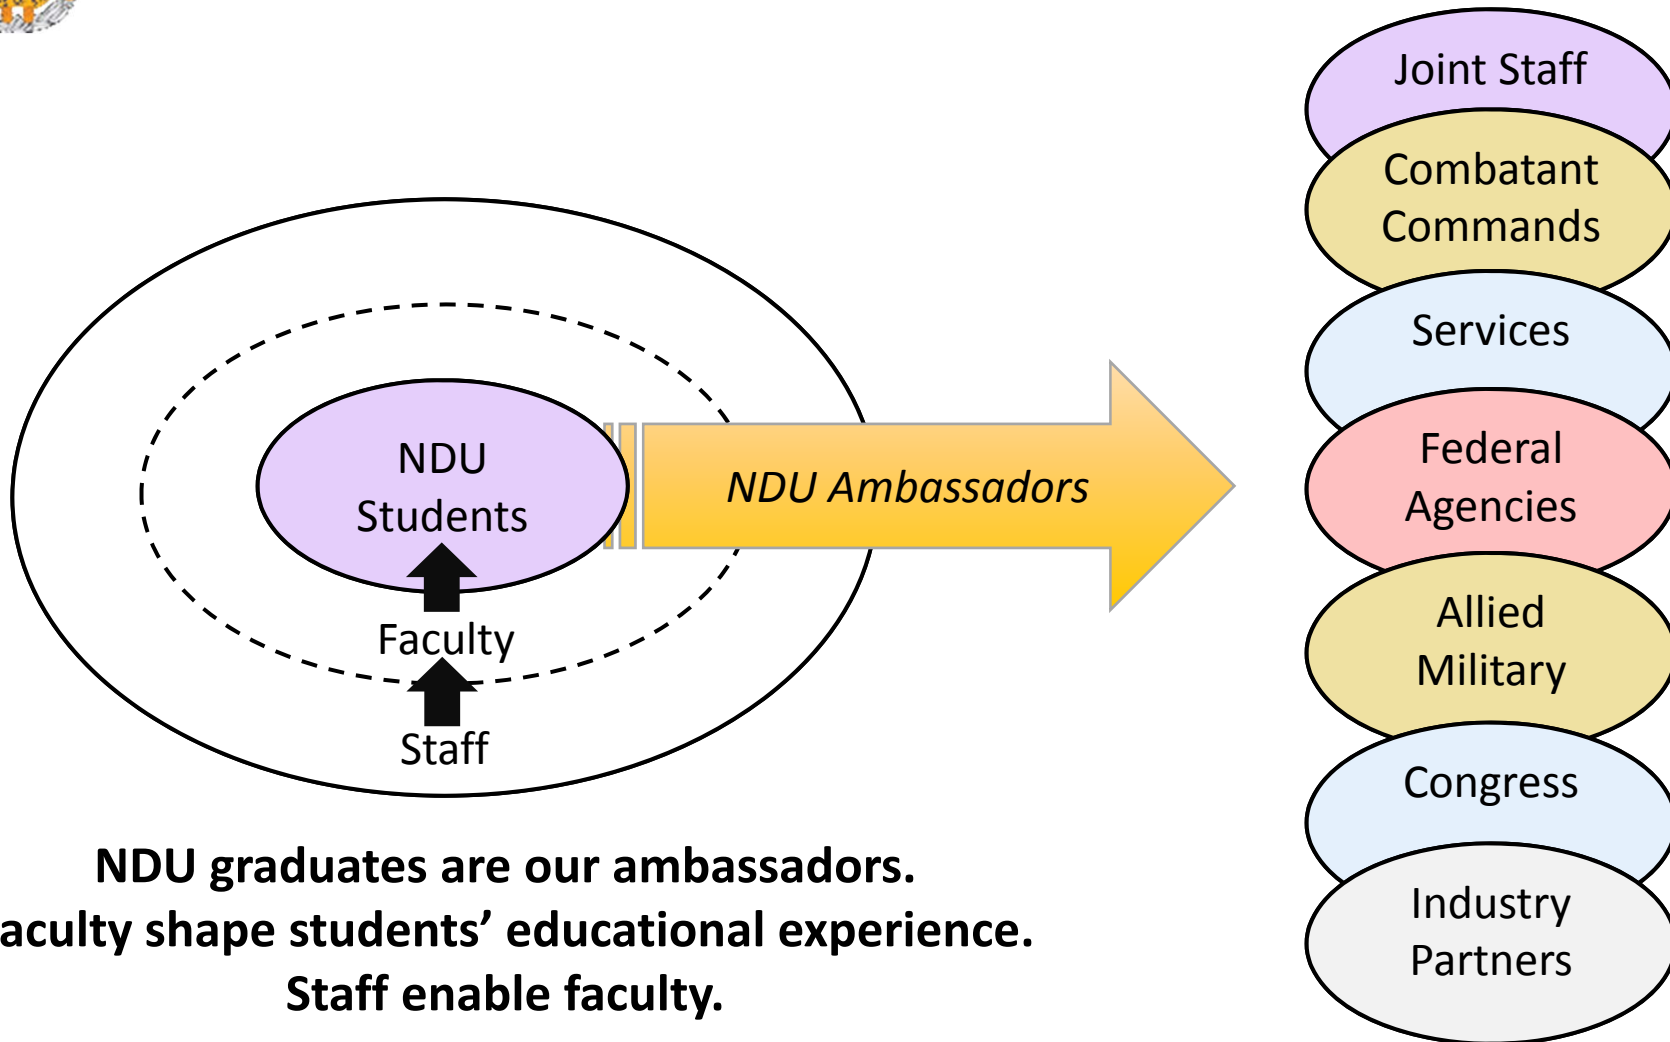 NDU
Students
Faculty
Staff
NDU Ambassadors
Joint Staff
Combatant
Commands
Services
Federal
Agencies
Allied
Military
Congress
Industry
Partners
NDU graduates are our ambassadors.
aculty shape students’ educational experience.
Staff enable faculty.